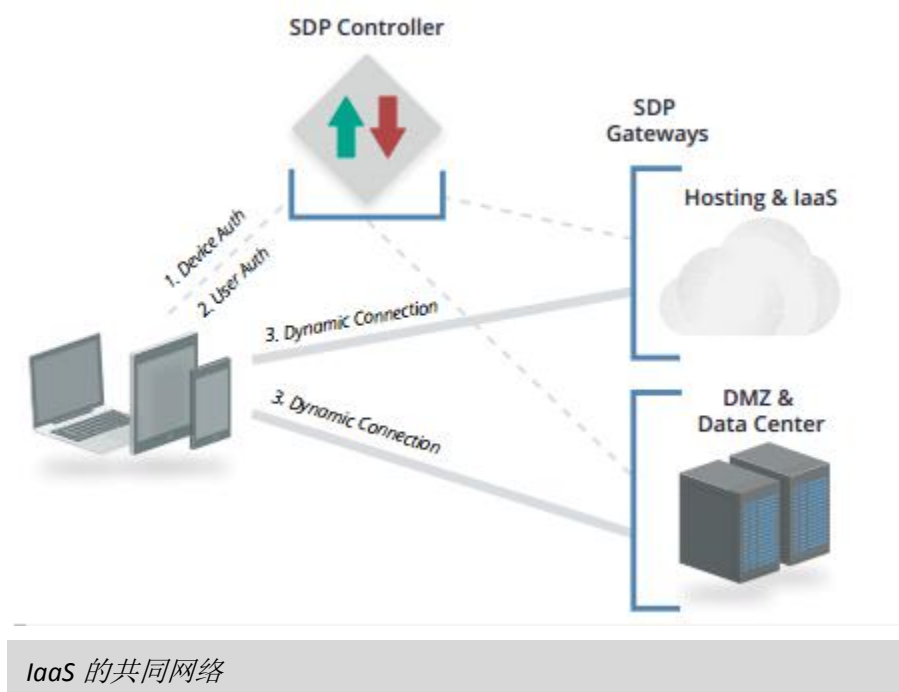 SDP Controller
SDP
Gateways
Hosting & IaaS
1. Device Auth
2. User Auth
3. Dynamic Connection
3. Dynamic Connection
DMZ &
Data Center
IaaS 的共同网络